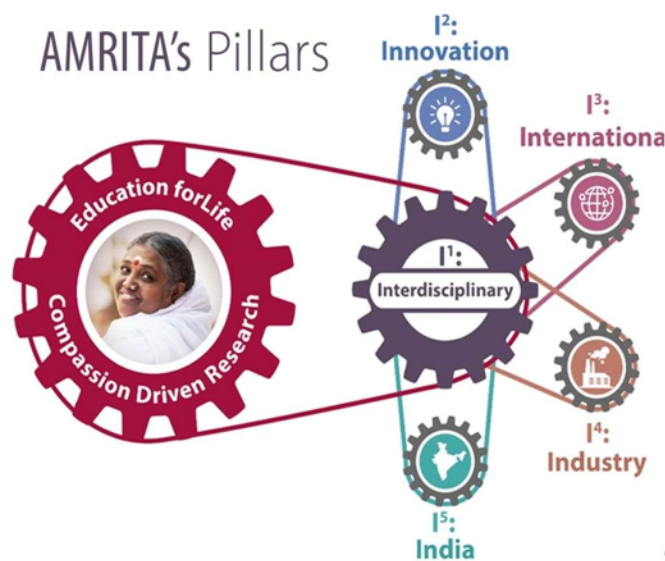 AMRITA's Pillars
Education forLife
Compassion Driven Research
I¹:
Interdisciplinary
I²:
Innovation
I³:
Internationa
I⁴:
Industry
I⁵:
India